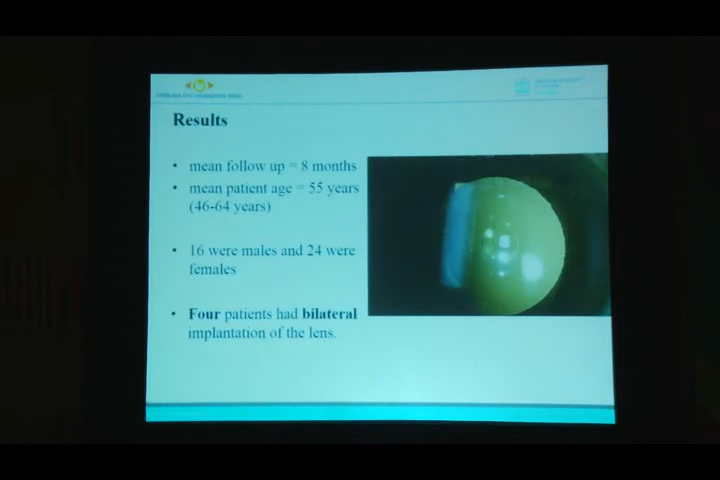 Results
• mean follow up = 8 months
• mean patient age = 55 years
(46-64 years)
• 16 were males and 24 were
females
• Four patients had bilateral
implantation of the lens.